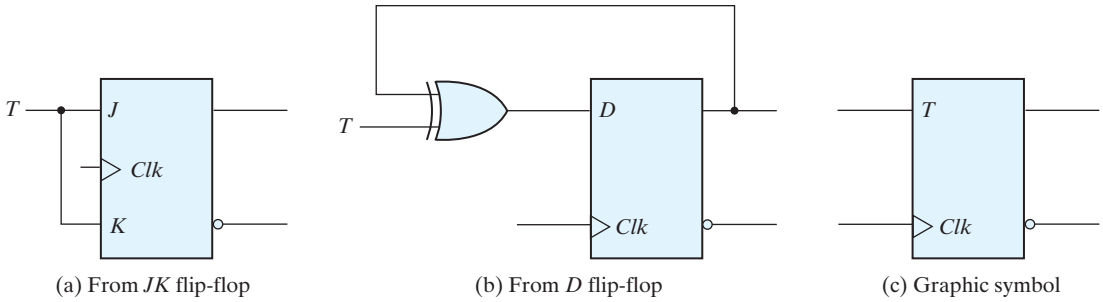 T
J
Clk
K
(a) From JK flip-flop
T
D
Clk
(b) From D flip-flop
T
Clk
(c) Graphic symbol